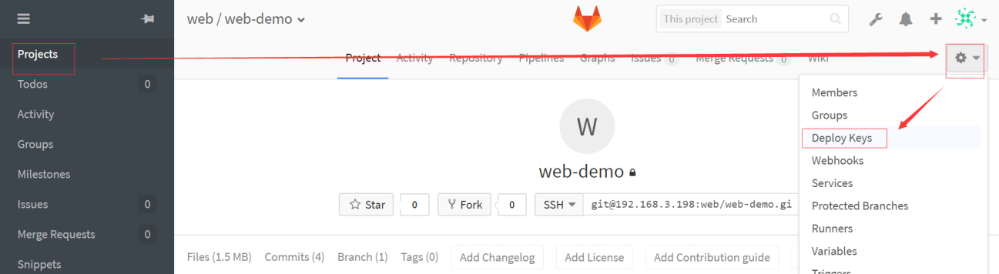 web / web-demo
This project Search
Projects
Project Activity Repository Pipelines Graphs Issues 0 Merge Requests 0 Wiki
Todos 0
Activity
Groups
Milestones
Issues 0
Merge Requests 0
Snippets
Members
Groups
Deploy Keys
Webhooks
Services
Protected Branches
Runners
Variables
Triggers
W
web-demo
Star 0 Fork 0 SSH git@192.168.3.198:web/web-demo.gi
Files (1.5 MB) Commits (4) Branch (1) Tags (0) Add Changelog Add License Add Contribution guide